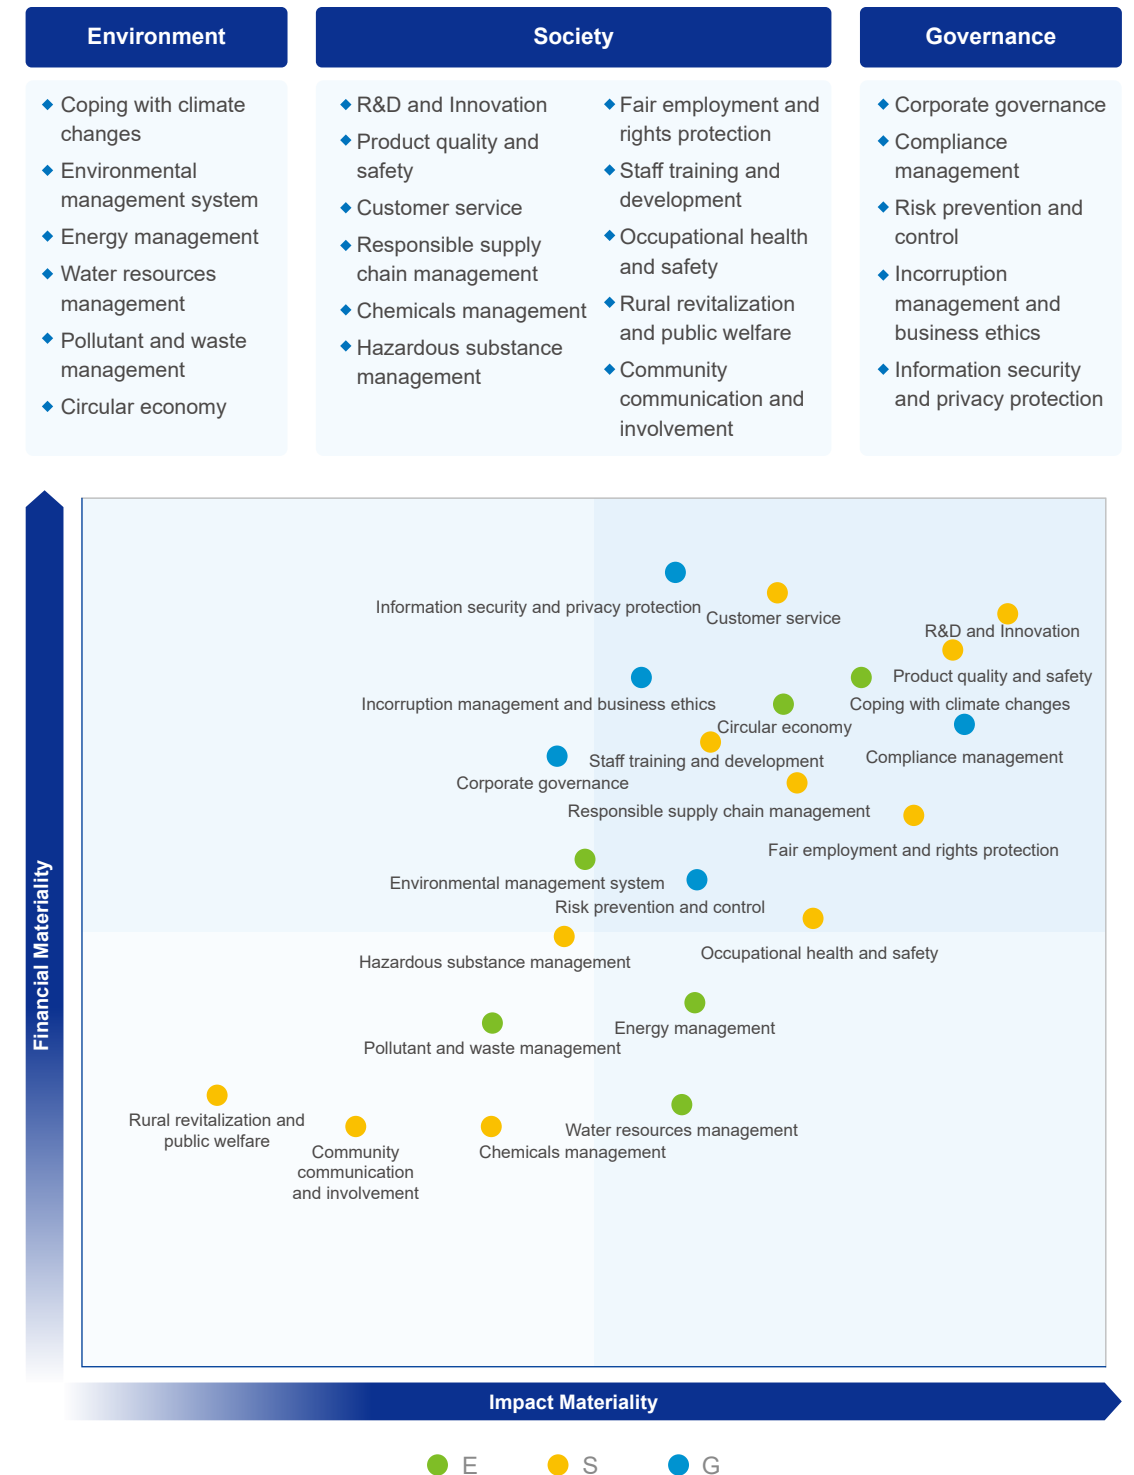 Environment
Coping with climate
changes
Environmental
management system
Energy management
Water resources
management
Pollutant and waste
management
Circular economy
Society
R&D and Innovation
Product quality and
safety
Customer service
Responsible supply
chain management
Chemicals management
Hazardous substance
management
Fair employment and
rights protection
Staff training and
development
Occupational health
and safety
Rural revitalization
and public welfare
Community
communication and
involvement
Governance
Corporate governance
Compliance
management
Risk prevention and
control
Incorruption
management and
business ethics
Information security
and privacy protection
Financial Materiality
Information security and privacy protection
Customer service
R&D and Innovation
Product quality and safety
Incorruption management and business ethics
Coping with climate changes
Circular economy
Compliance management
Staff training and development
Corporate governance
Responsible supply chain management
Fair employment and rights protection
Environmental management system
Risk prevention and control
Occupational health and safety
Hazardous substance management
Energy management
Pollutant and waste management
Rural revitalization and
public welfare
Water resources management
Community
communication
and involvement
Chemicals management
Impact Materiality
E
S
G